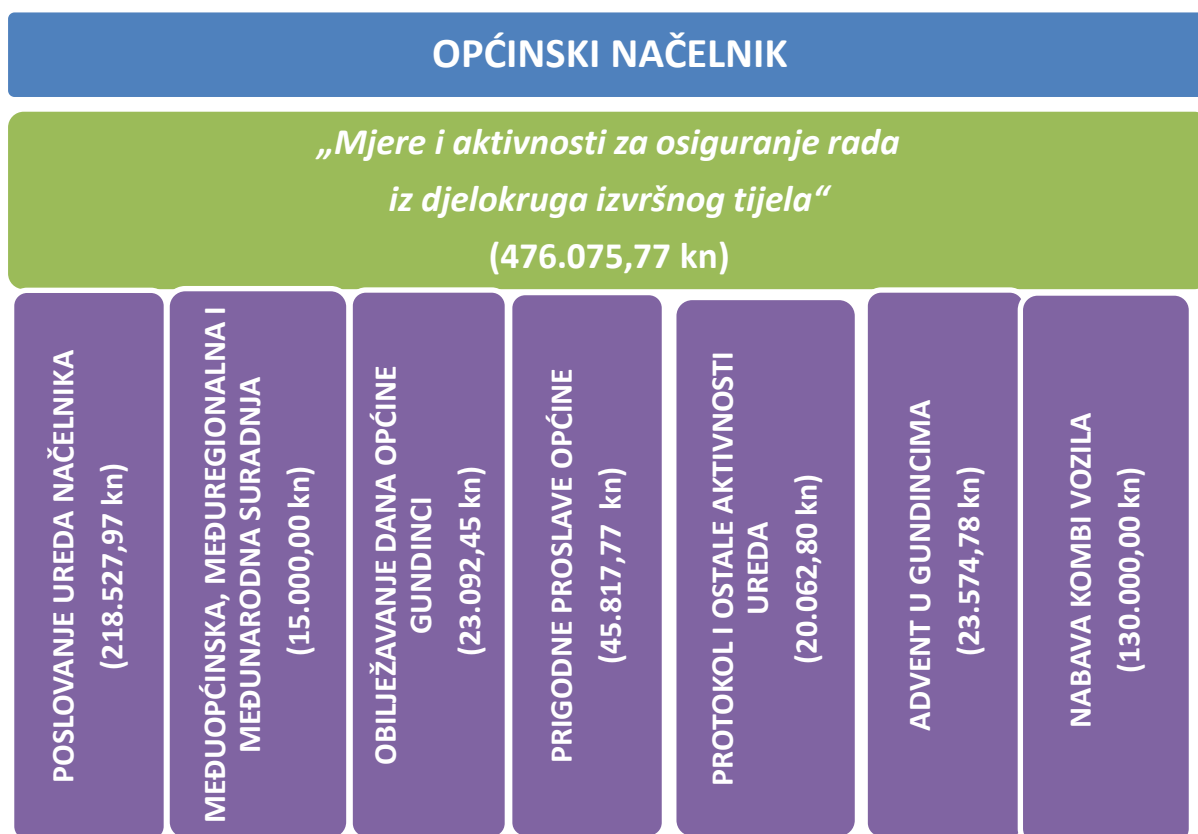 OPĆINSKI NAČELNIK
„Mjere i aktivnosti za osiguranje rada
iz djelokruga izvršnog tijela“
(476.075,77 kn)
POSLOVANJE UREDA NAČELNIKA
(218.527,97 kn)
MEĐUOPĆINSKA, MEĐUREGIONALNA I
MEĐUNARODNA SURADNJA
(15.000,00 kn)
OBILJEŽAVANJE DANA OPĆINE
GUNDINCI
(23.092,45 kn)
PRIGODNE PROSLAVE OPĆINE
(45.817,77 kn)
PROTOKOL I OSTALE AKTIVNOSTI
UREDA
(20.062,80 kn)
ADVENT U GUNDINCIMA
(23.574,78 kn)
NABAVA KOMBI VOZILA
(130.000,00 kn)